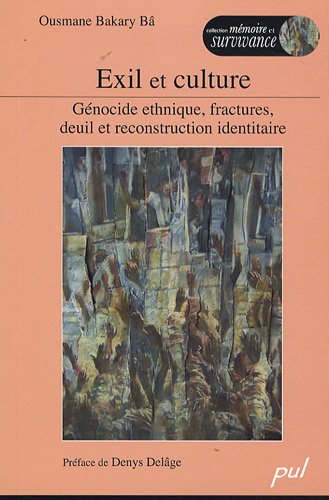 Ousmane Bakary Bâ
collection mémoire et
survivance
Exil et culture
Génocide ethnique, fractures,
deuil et reconstruction identitaire
Préface de Denys Delâge
pul